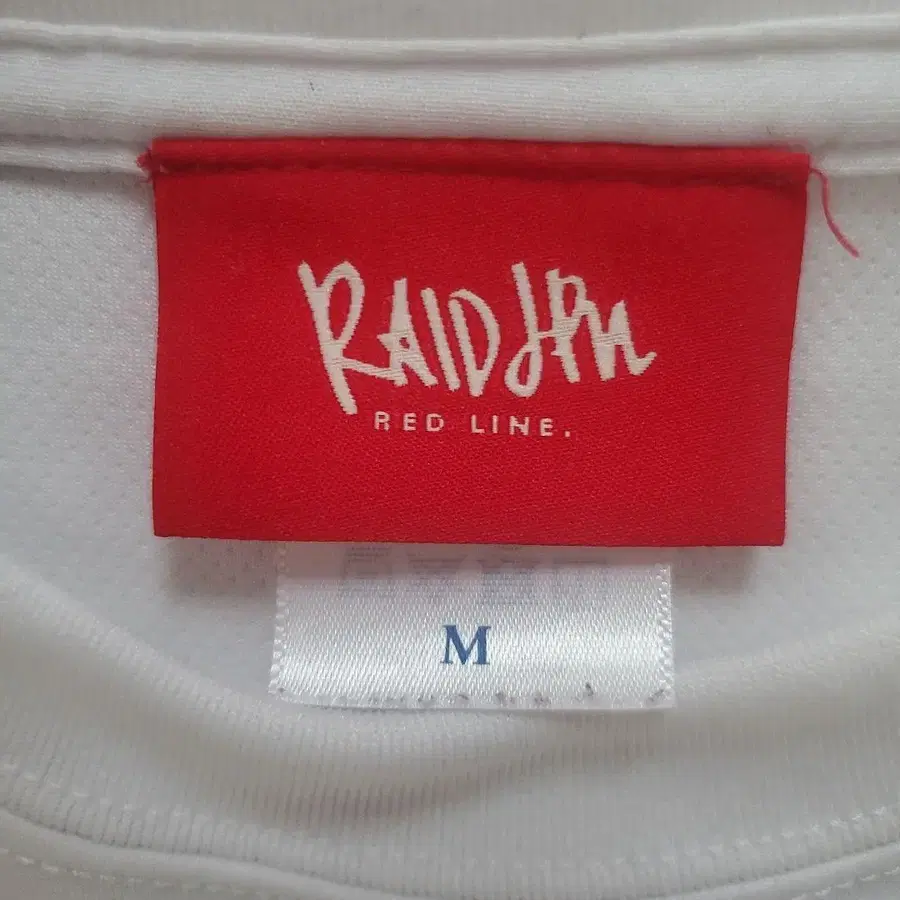 RAIDJPN
RED LINE.
M